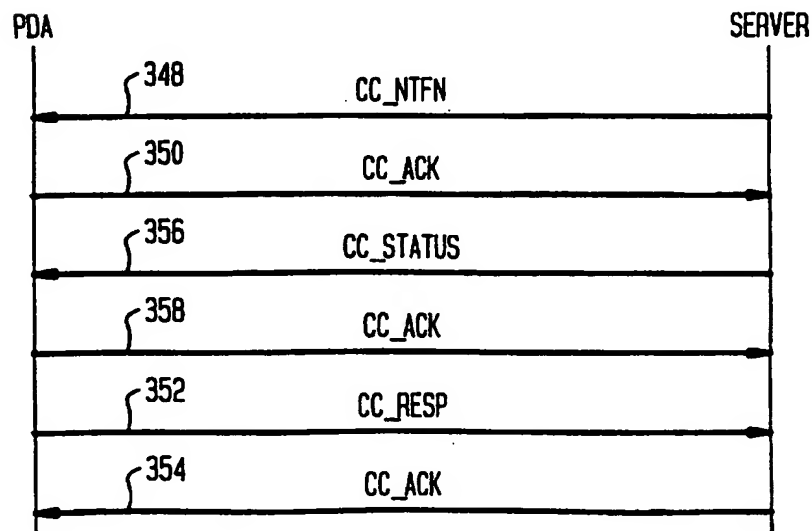 PDA SERVER
348 CC_NTFN
350 CC_ACK
356 CC_STATUS
358 CC_ACK
352 CC_RESP
354 CC_ACK